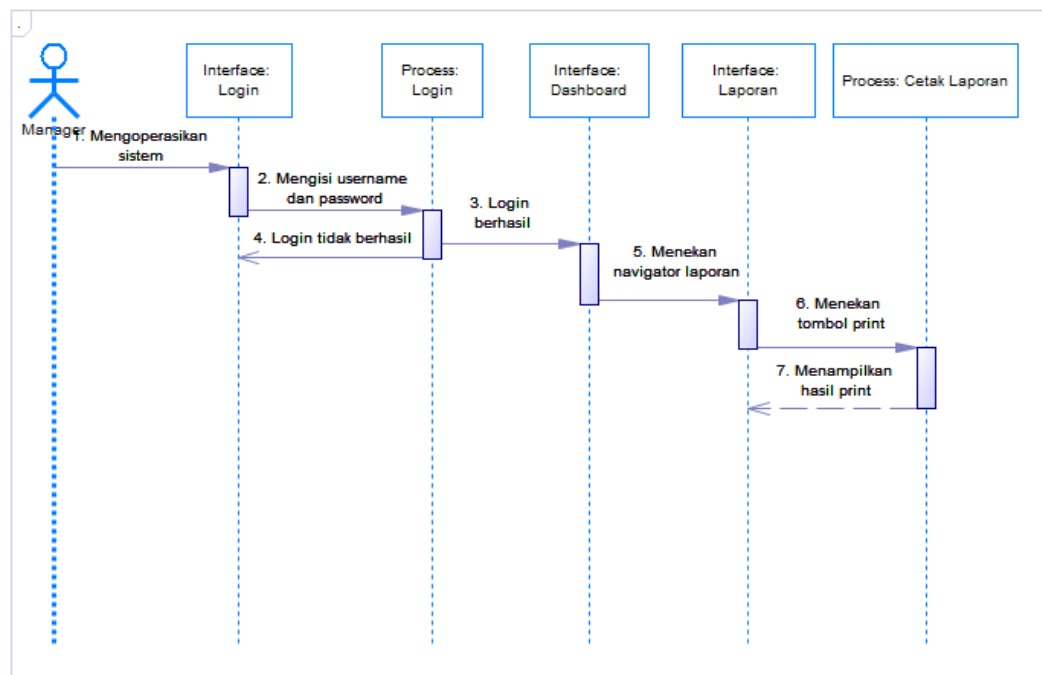 .
Interface:
Login
Process:
Login
Interface:
Dashboard
Interface:
Laporan
Process: Cetak Laporan
Manager
1. Mengoperasikan
sistem
2. Mengisi username
dan password
3. Login
berhasil
4. Login tidak berhasil
5. Menekan
navigator laporan
6. Menekan
tombol print
7. Menampilkan
hasil print